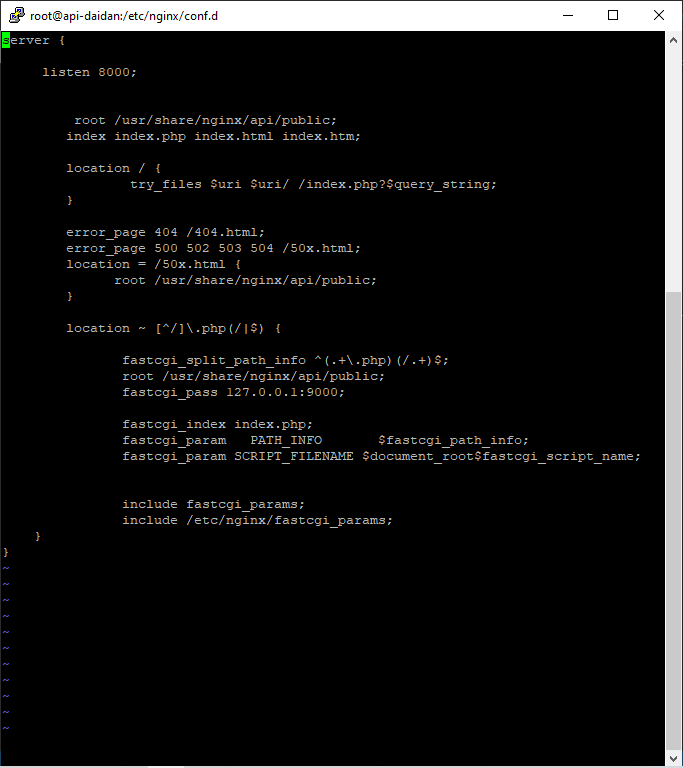 root@api-daidan:/etc/nginx/conf.d
server {
listen 8000;
root /usr/share/nginx/api/public;
index index.php index.html index.htm;
location / {
try_files $uri $uri/ /index.php?$query_string;
}
error_page 404 /404.html;
error_page 500 502 503 504 /50x.html;
location = /50x.html {
root /usr/share/nginx/api/public;
}
location ~ [^/]\.php(/|$) {
fastcgi_split_path_info ^(.+\.php)(/.+)$;
root /usr/share/nginx/api/public;
fastcgi_pass 127.0.0.1:9000;
fastcgi_index index.php;
fastcgi_param   PATH_INFO       $fastcgi_path_info;
fastcgi_param SCRIPT_FILENAME $document_root$fastcgi_script_name;
include fastcgi_params;
include /etc/nginx/fastcgi_params;
}
}
~
~
~
~
~
~
~
~
~
~
~